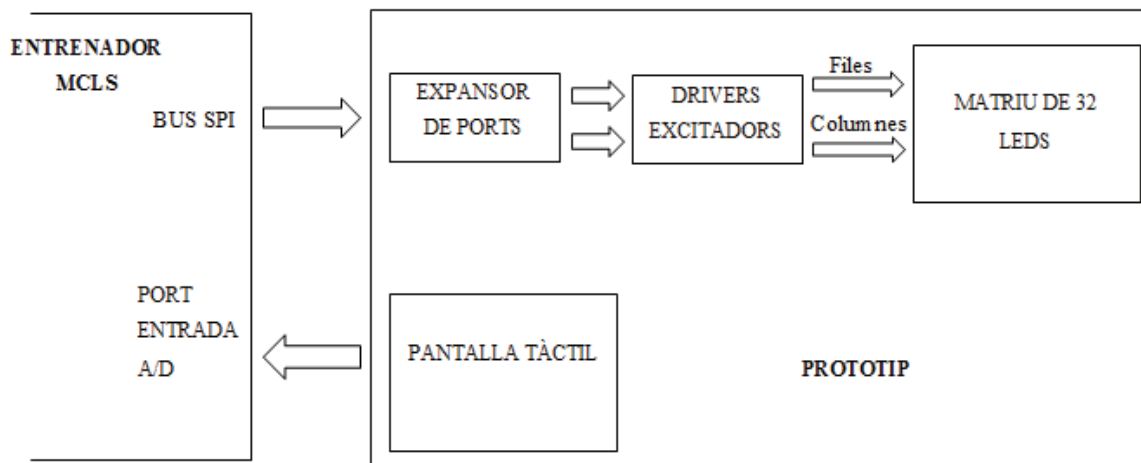 ENTRENADOR
MCLS
BUS SPI
EXPANSOR
DE PORTS
DRIVERS
EXCITADORS
Files
Columnes
MATRIU DE 32
LEDS
PORT
ENTRADA
A/D
PANTALLA TÀCTIL
PROTOTIP